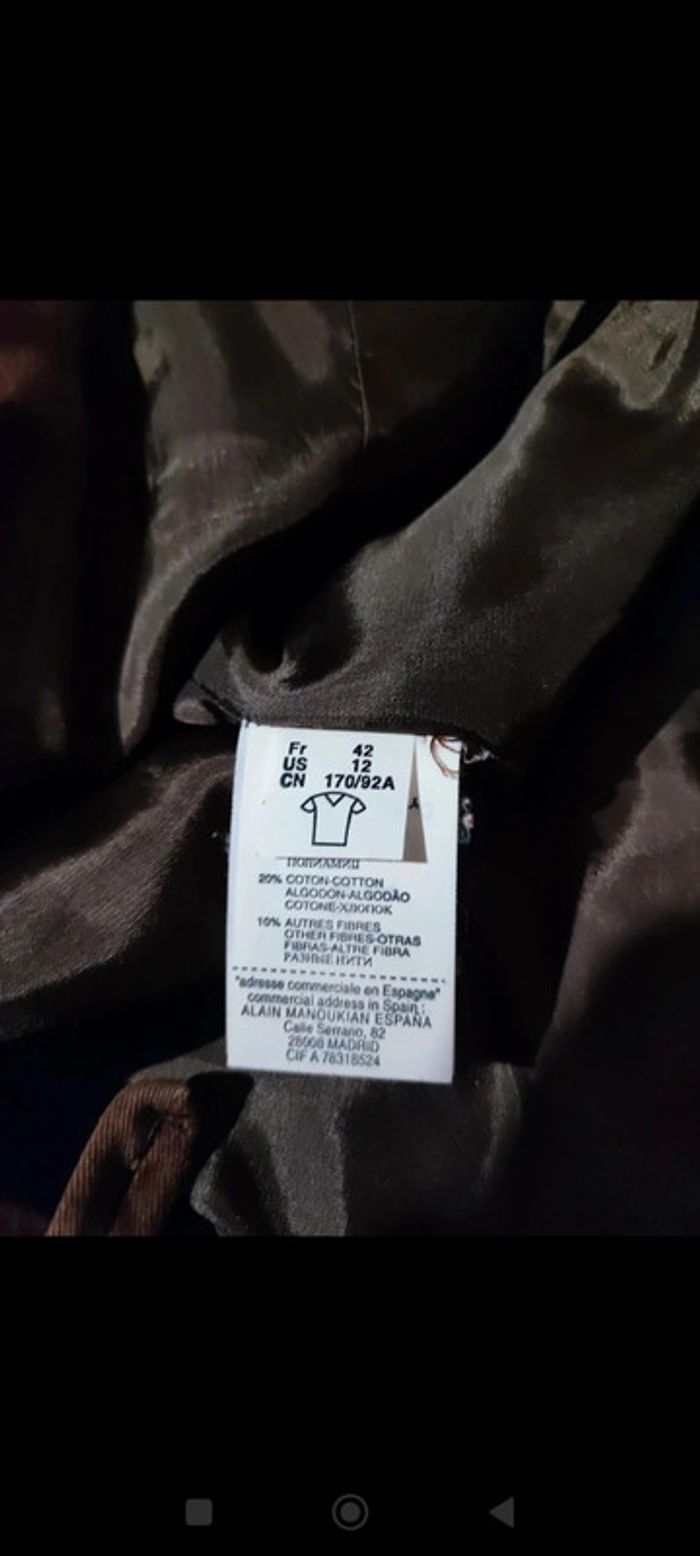 Fr 42
US 12
CN 170/92A
ПОЛИАМИД
20% COTON-COTTON
ALGODON-ALGODÃO
COTONE-ХЛОПОК
10% AUTRES FIBRES
OTHER FIBRES-OTRAS
FIBRAS-ALTRE FIBRA
РАЗНЫЕ НИТИ
"adresse commerciale en Espagne"
commercial address in Spain :
ALAIN MANOUKIAN ESPAÑA
Calle Serrano, 82
28006 MADRID
CIF A 78318524